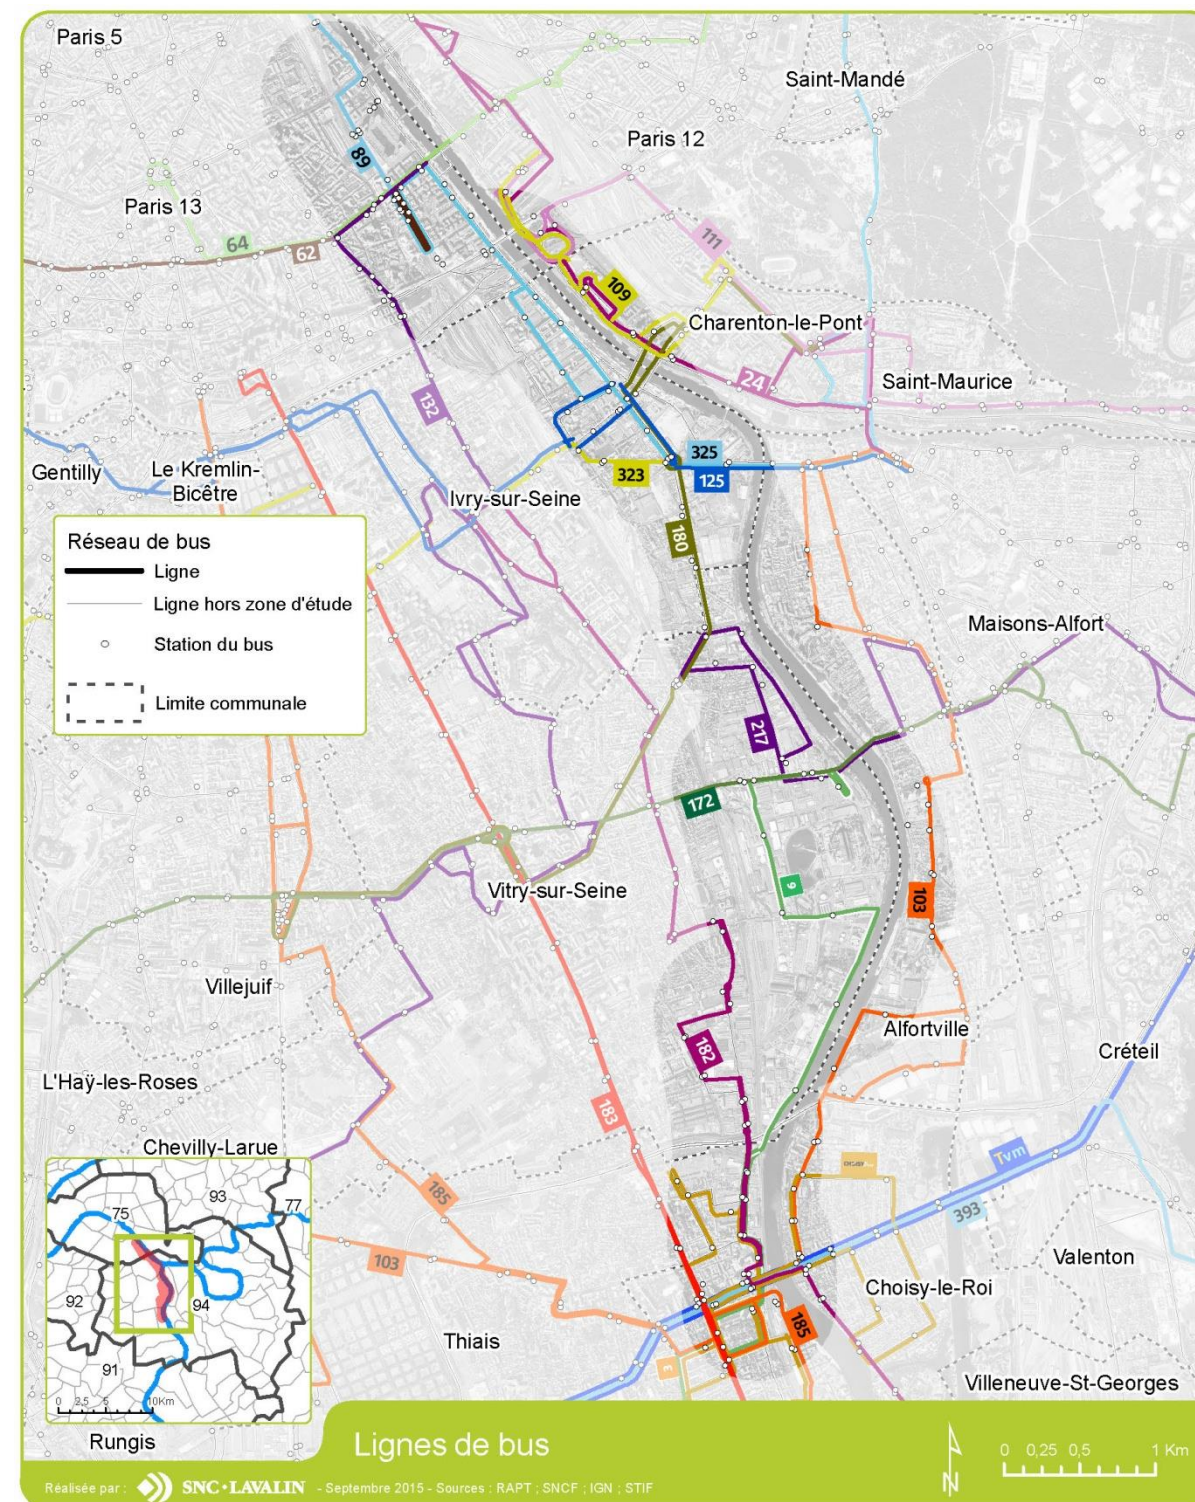 Paris 5
Saint-Mandé
Paris 12
89
Paris 13
64
62
111
109
Charenton-le-Pont
24
Saint-Maurice
132
325
Gentilly
Le Kremlin-
Bicêtre
323
125
Ivry-sur-Seine
180
Réseau de bus
Ligne
Ligne hors zone d'étude
Station du bus
Limite communale
Maisons-Alfort
217
172
9
Vitry-sur-Seine
103
Villejuif
182
Alfortville
Créteil
L'Haÿ-les-Roses
183
Chevilly-Larue
Tvm
185
393
103
Valenton
Choisy-le-Roi
185
Thiais
3
Villeneuve-St-Georges
93
77
75
92
94
91
0 2,5 5 10Km
Rungis
Lignes de bus
N
0 0,25 0,5 1 Km
Réalisée par : SNC•LAVALIN - Septembre 2015 - Sources : RAPT ; SNCF ; IGN ; STIF